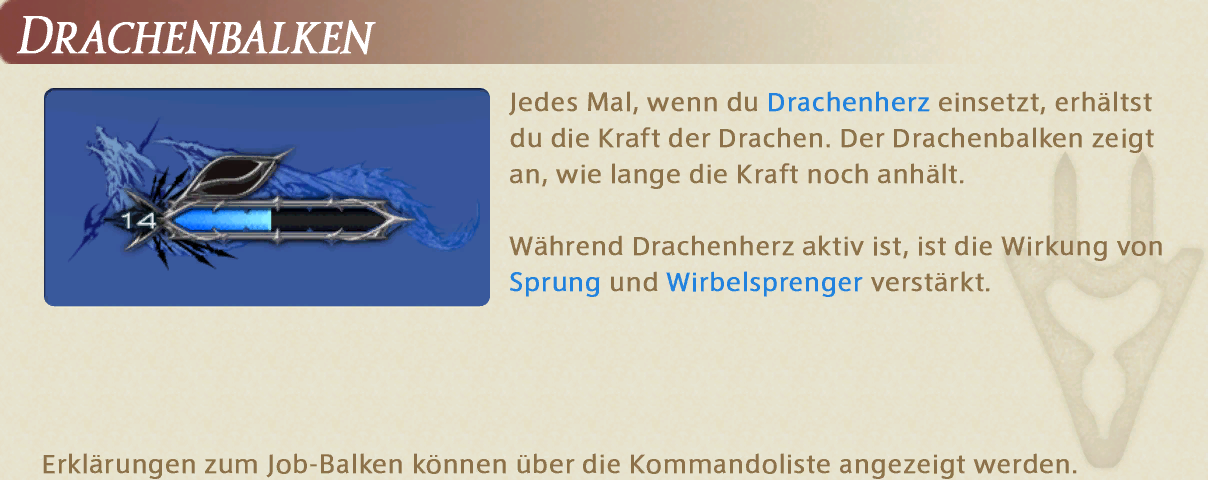 DRACHENBALKEN
Jedes Mal, wenn du Drachenherz einsetzt, erhältst
du die Kraft der Drachen. Der Drachenbalken zeigt
an, wie lange die Kraft noch anhält.
14
Während Drachenherz aktiv ist, ist die Wirkung von
Sprung und Wirbelsprenger verstärkt.
Erklärungen zum Job-Balken können über die Kommandoliste angezeigt werden.